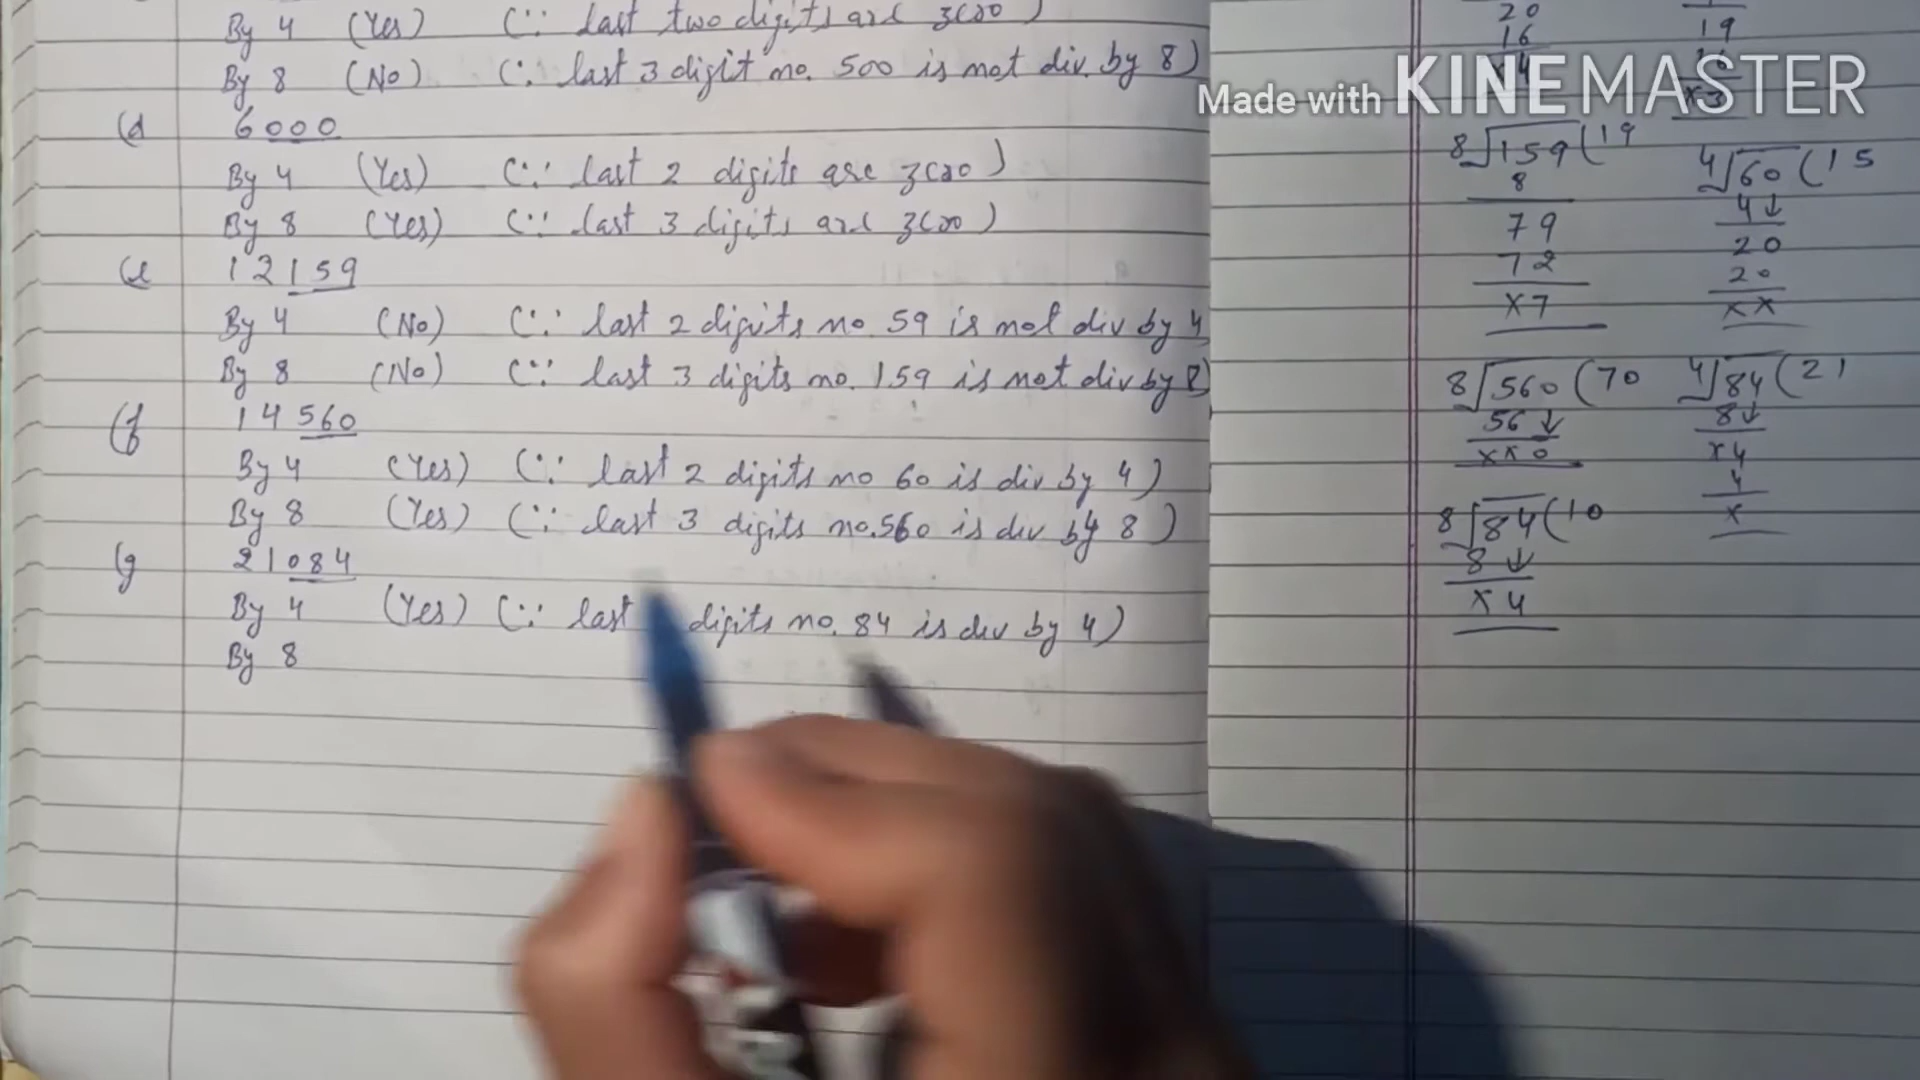 By 4 (Yes) (∵ last two digits are zero)
By 8 (No) (∵ last 3 digit no. 500 is not div. by 8)
(d 6000
By 4 (Yes) (∵ last 2 digits are zero)
By 8 (Yes) (∵ last 3 digits are zero)
(e 12159
By 4 (No) (∵ last 2 digits no. 59 is not div by 4
By 8 (No) (∵ last 3 digits no. 159 is not div by 8)
(f 14560
By 4 (Yes) (∵ last 2 digits no 60 is div by 4)
By 8 (Yes) (∵ last 3 digits no. 560 is div by 8)
(g 21084
By 4 (Yes) (∵ last digits no. 84 is div by 4)
By 8
Made with KINEMASTER
20
16
x4
19
16
x3
8√159(19
8
79
72
x7
4√60(15
4↓
20
20
xx
8√560(70
56↓
xx0
4√84(21
8↓
x4
4
x
8√84(10
8↓
x4